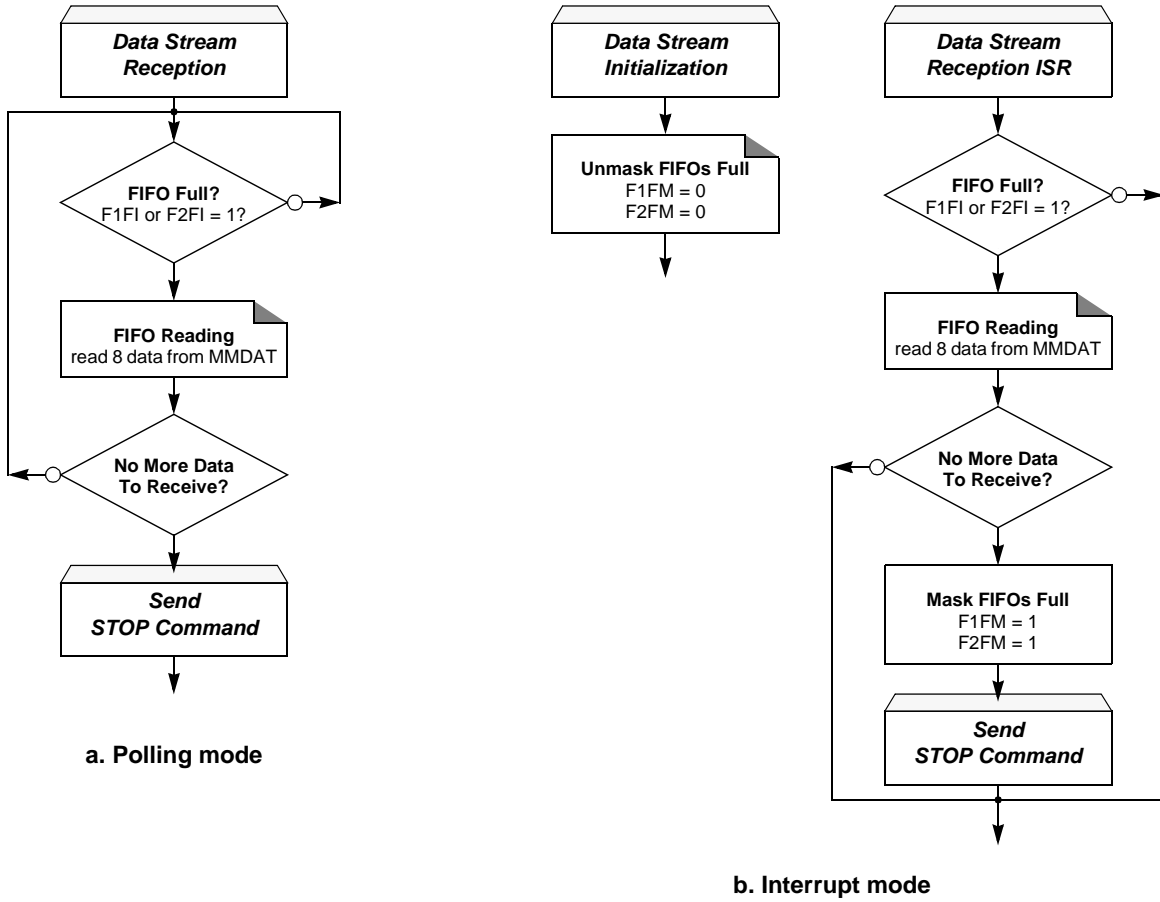 Data Stream
Reception
FIFO Full?
F1FI or F2FI = 1?
FIFO Reading
read 8 data from MMDAT
No More Data
To Receive?
Send
STOP Command
a. Polling mode
Data Stream
Initialization
Unmask FIFOs Full
F1FM = 0
F2FM = 0
Data Stream
Reception ISR
FIFO Full?
F1FI or F2FI = 1?
FIFO Reading
read 8 data from MMDAT
No More Data
To Receive?
Mask FIFOs Full
F1FM = 1
F2FM = 1
Send
STOP Command
b. Interrupt mode